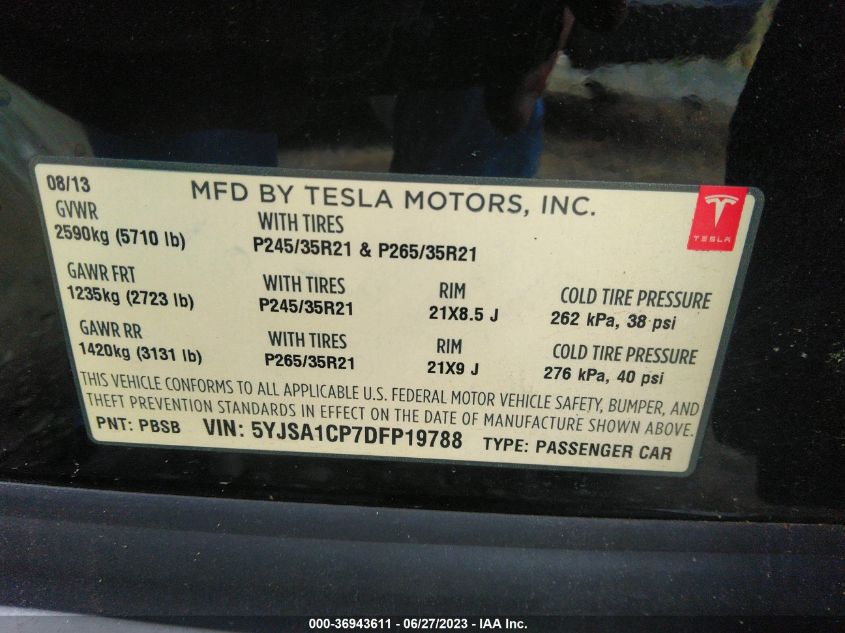 08/13 MFD BY TESLA MOTORS, INC.
GVWR WITH TIRES
2590kg (5710 lb) P245/35R21 & P265/35R21
TESLA
GAWR FRT WITH TIRES RIM COLD TIRE PRESSURE
1235kg (2723 lb) P245/35R21 21X8.5 J 262 kPa, 38 psi
GAWR RR WITH TIRES RIM COLD TIRE PRESSURE
1420kg (3131 lb) P265/35R21 21X9 J 276 kPa, 40 psi
THIS VEHICLE CONFORMS TO ALL APPLICABLE U.S. FEDERAL MOTOR VEHICLE SAFETY, BUMPER, AND
THEFT PREVENTION STANDARDS IN EFFECT ON THE DATE OF MANUFACTURE SHOWN ABOVE.
PNT: PBSB VIN: 5YJSA1CP7DFP19788 TYPE: PASSENGER CAR
000-36943611 - 06/27/2023 - IAA Inc.